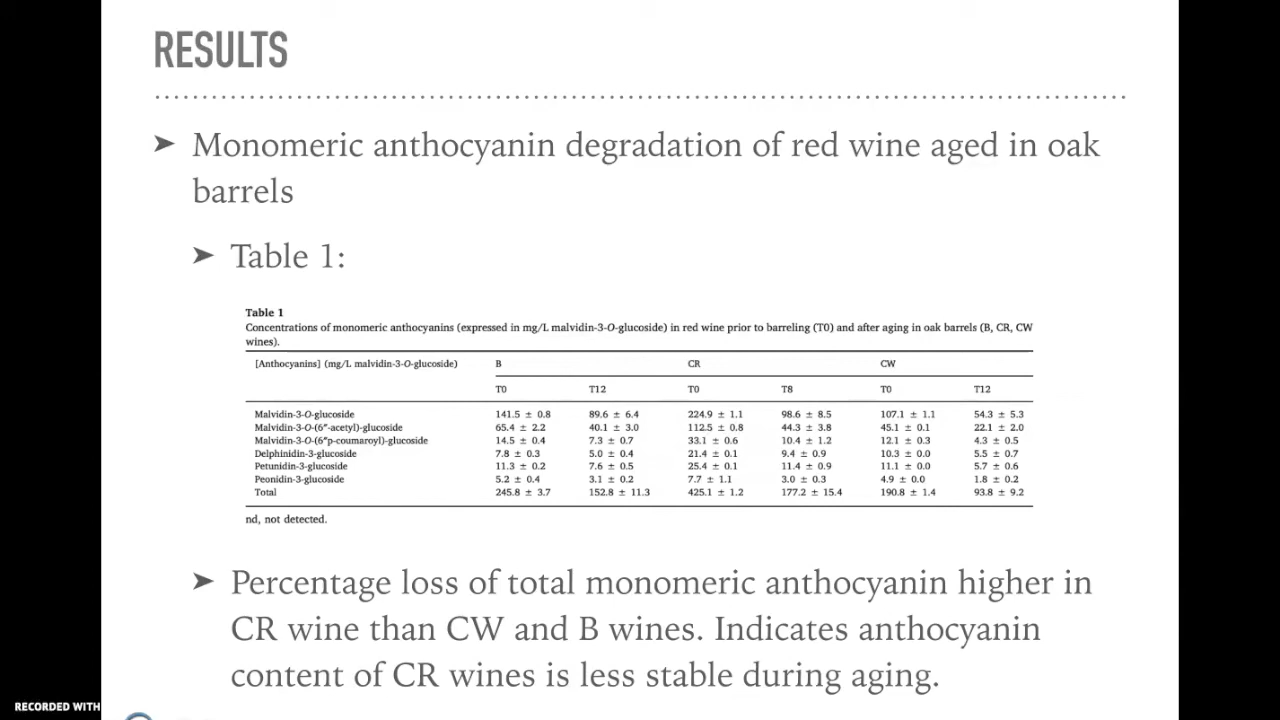 RESULTS
➤ Monomeric anthocyanin degradation of red wine aged in oak
barrels
➤ Table 1:
Table 1
Concentrations of monomeric anthocyanins (expressed in mg/L malvidin-3-O-glucoside) in red wine prior to barreling (T0) and after aging in oak barrels (B, CR, CW
wines).
[Anthocyanins] (mg/L malvidin-3-O-glucoside) B CR CW
T0 T12 T0 T8 T0 T12
Malvidin-3-O-glucoside 141.5 ± 0.8 89.6 ± 6.4 224.9 ± 1.1 98.6 ± 8.5 107.1 ± 1.1 54.3 ± 5.3
Malvidin-3-O-(6″-acetyl)-glucoside 65.4 ± 2.2 40.1 ± 3.0 112.5 ± 0.8 44.3 ± 3.8 45.1 ± 0.1 22.1 ± 2.0
Malvidin-3-O-(6″p-coumaroyl)-glucoside 14.5 ± 0.4 7.3 ± 0.7 33.1 ± 0.6 10.4 ± 1.2 12.1 ± 0.3 4.3 ± 0.5
Delphinidin-3-glucoside 7.8 ± 0.3 5.0 ± 0.4 21.4 ± 0.1 9.4 ± 0.9 10.3 ± 0.0 5.5 ± 0.7
Petunidin-3-glucoside 11.3 ± 0.2 7.6 ± 0.5 25.4 ± 0.1 11.4 ± 0.9 11.1 ± 0.0 5.7 ± 0.6
Peonidin-3-glucoside 5.2 ± 0.4 3.1 ± 0.2 7.7 ± 1.1 3.0 ± 0.3 4.9 ± 0.0 1.8 ± 0.2
Total 245.8 ± 3.7 152.8 ± 11.3 425.1 ± 1.2 177.2 ± 15.4 190.8 ± 1.4 93.8 ± 9.2
nd, not detected.
➤ Percentage loss of total monomeric anthocyanin higher in
CR wine than CW and B wines. Indicates anthocyanin
content of CR wines is less stable during aging.
RECORDED WITH